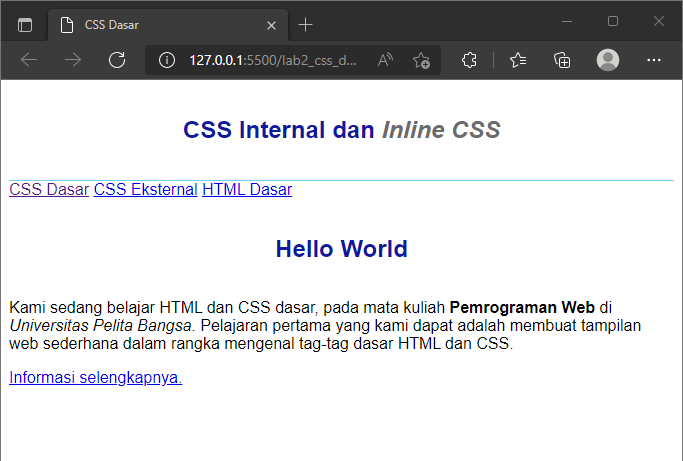 CSS Dasar
127.0.0.1:5500/lab2_css_d...
CSS Internal dan Inline CSS
CSS Dasar CSS Eksternal HTML Dasar
Hello World
Kami sedang belajar HTML dan CSS dasar, pada mata kuliah Pemrograman Web di
Universitas Pelita Bangsa. Pelajaran pertama yang kami dapat adalah membuat tampilan
web sederhana dalam rangka mengenal tag-tag dasar HTML dan CSS.
Informasi selengkapnya.